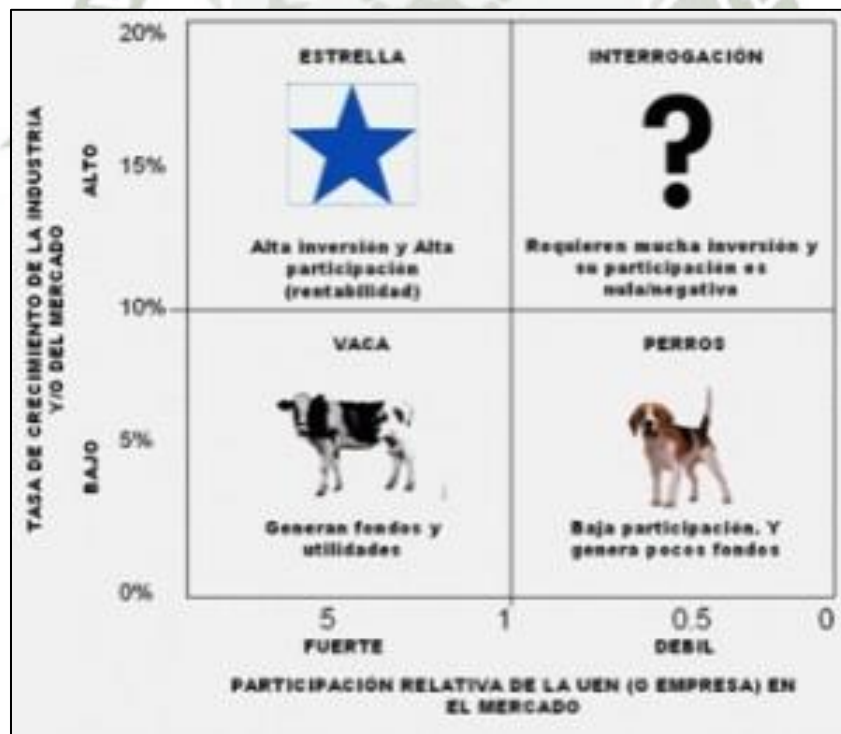 TASA DE CRECIMIENTO DE LA INDUSTRIA
Y/O DEL MERCADO
ALTO
BAJO
20%
15%
10%
5%
0%
ESTRELLA
Alta inversión y Alta
participación
(rentabilidad)
INTERROGACIÓN
?
Requieren mucha inversión y
su participación es
nula/negativa
VACA
Generan fondos y
utilidades
PERROS
Baja participación. Y
genera pocos fondos
5
1
0.5
0
FUERTE
DEBIL
PARTICIPACIÓN RELATIVA DE LA UEN (O EMPRESA) EN
EL MERCADO